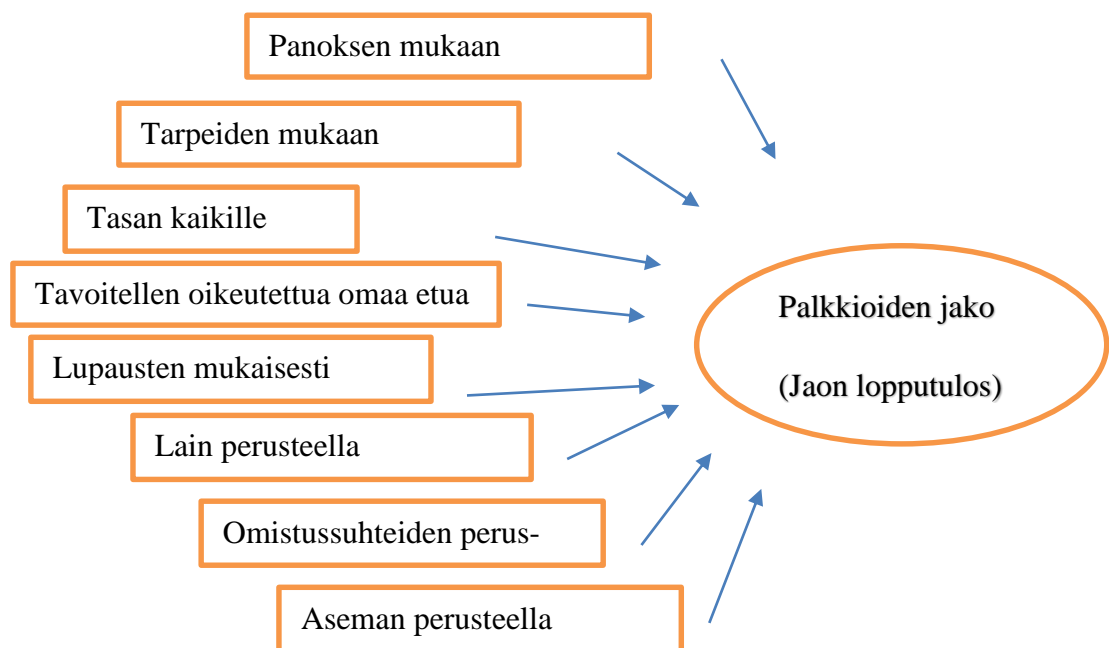 Panoksen mukaan
Tarpeiden mukaan
Tasan kaikille
Tavoitellen oikeutettua omaa etua
Lupausten mukaisesti
Lain perusteella
Omistussuhteiden perus-
Aseman perusteella
Palkkioiden jako
(Jaon lopputulos)